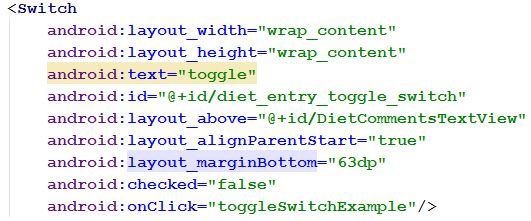 <Switch
android:layout_width="wrap_content"
android:layout_height="wrap_content"
android:text="toggle"
android:id="@+id/diet_entry_toggle_switch"
android:layout_above="@+id/DietCommentsTextView"
android:layout_alignParentStart="true"
android:layout_marginBottom="63dp"
android:checked="false"
android:onClick="toggleSwitchExample"/>